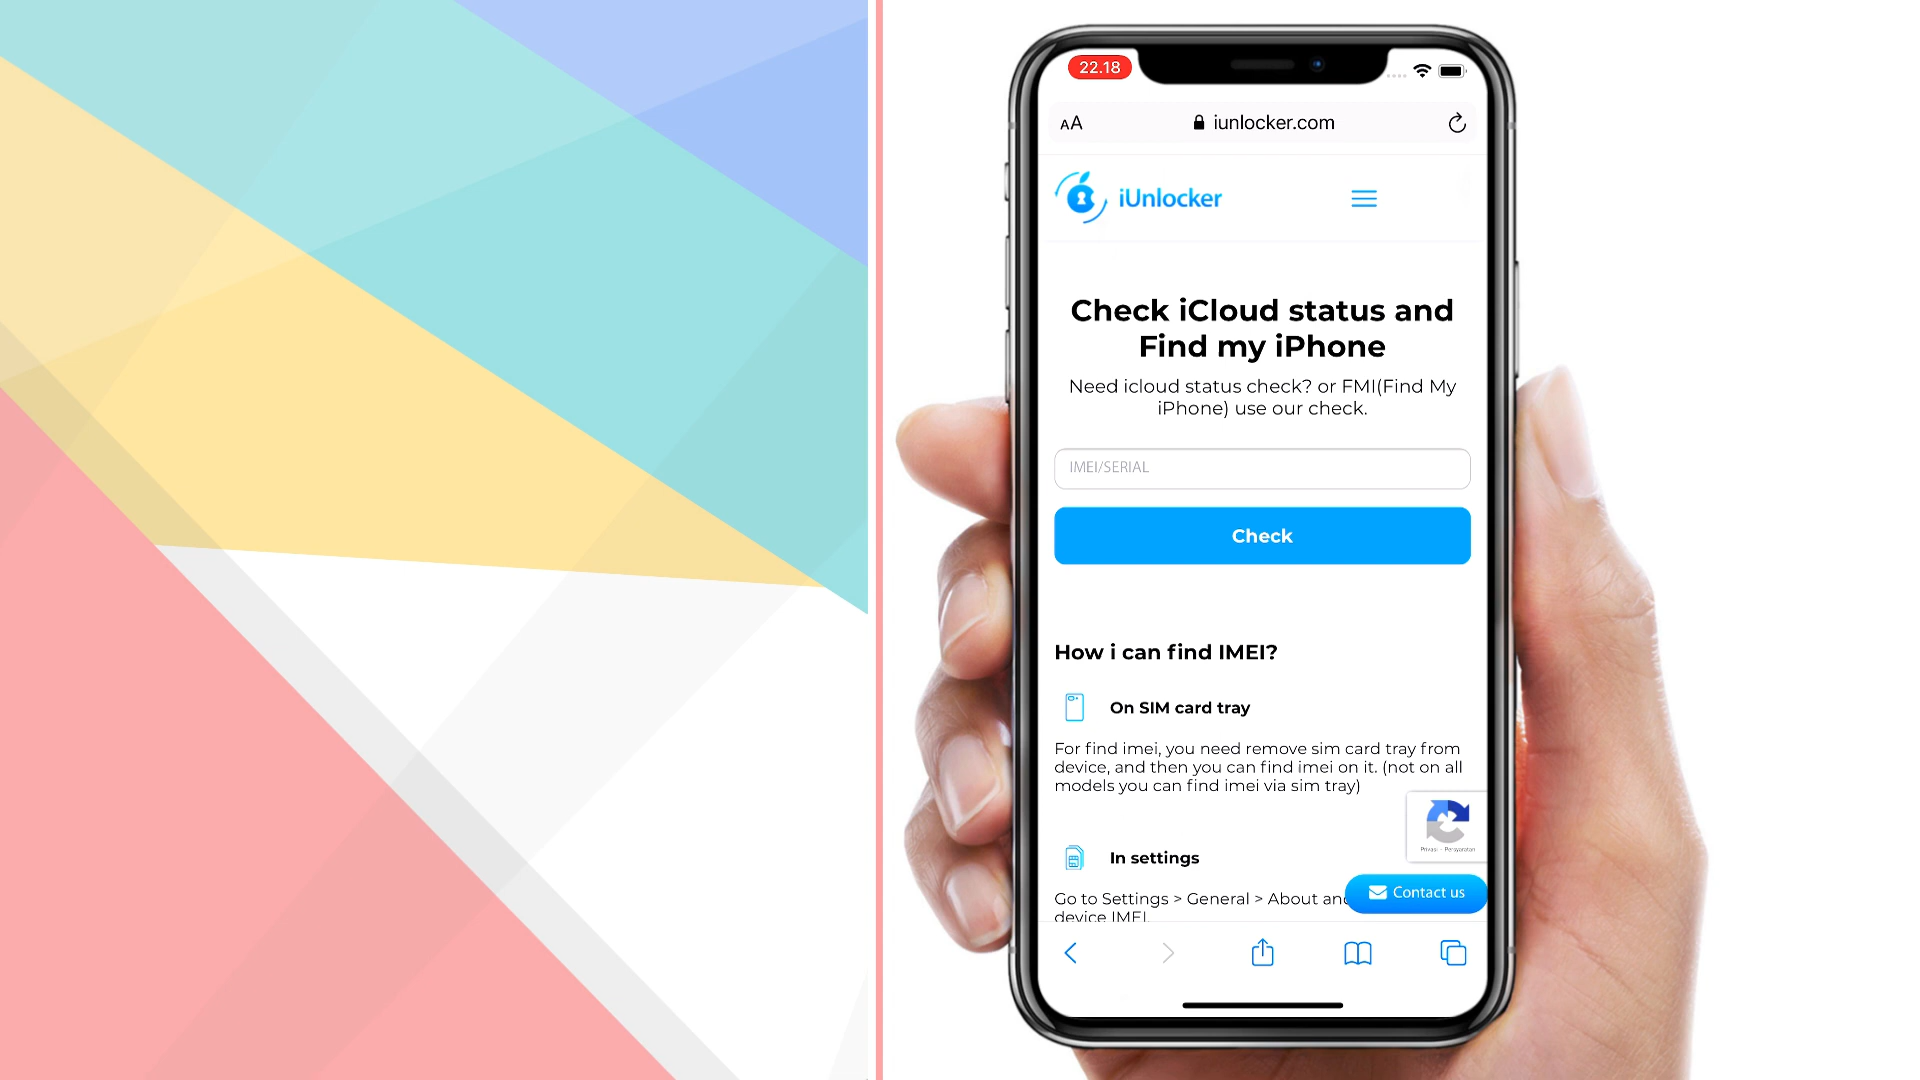 22.18
AA
iunlocker.com
iUnlocker
Check iCloud status and
Find my iPhone
Need icloud status check? or FMI(Find My
iPhone) use our check.
IMEI/SERIAL
Check
How i can find IMEI?
On SIM card tray
For find imei, you need remove sim card tray from
device, and then you can find imei on it. (not on all
models you can find imei via sim tray)
Privasi - Persyaratan
In settings
Go to Settings > General > About
device IMEI.
Contact us